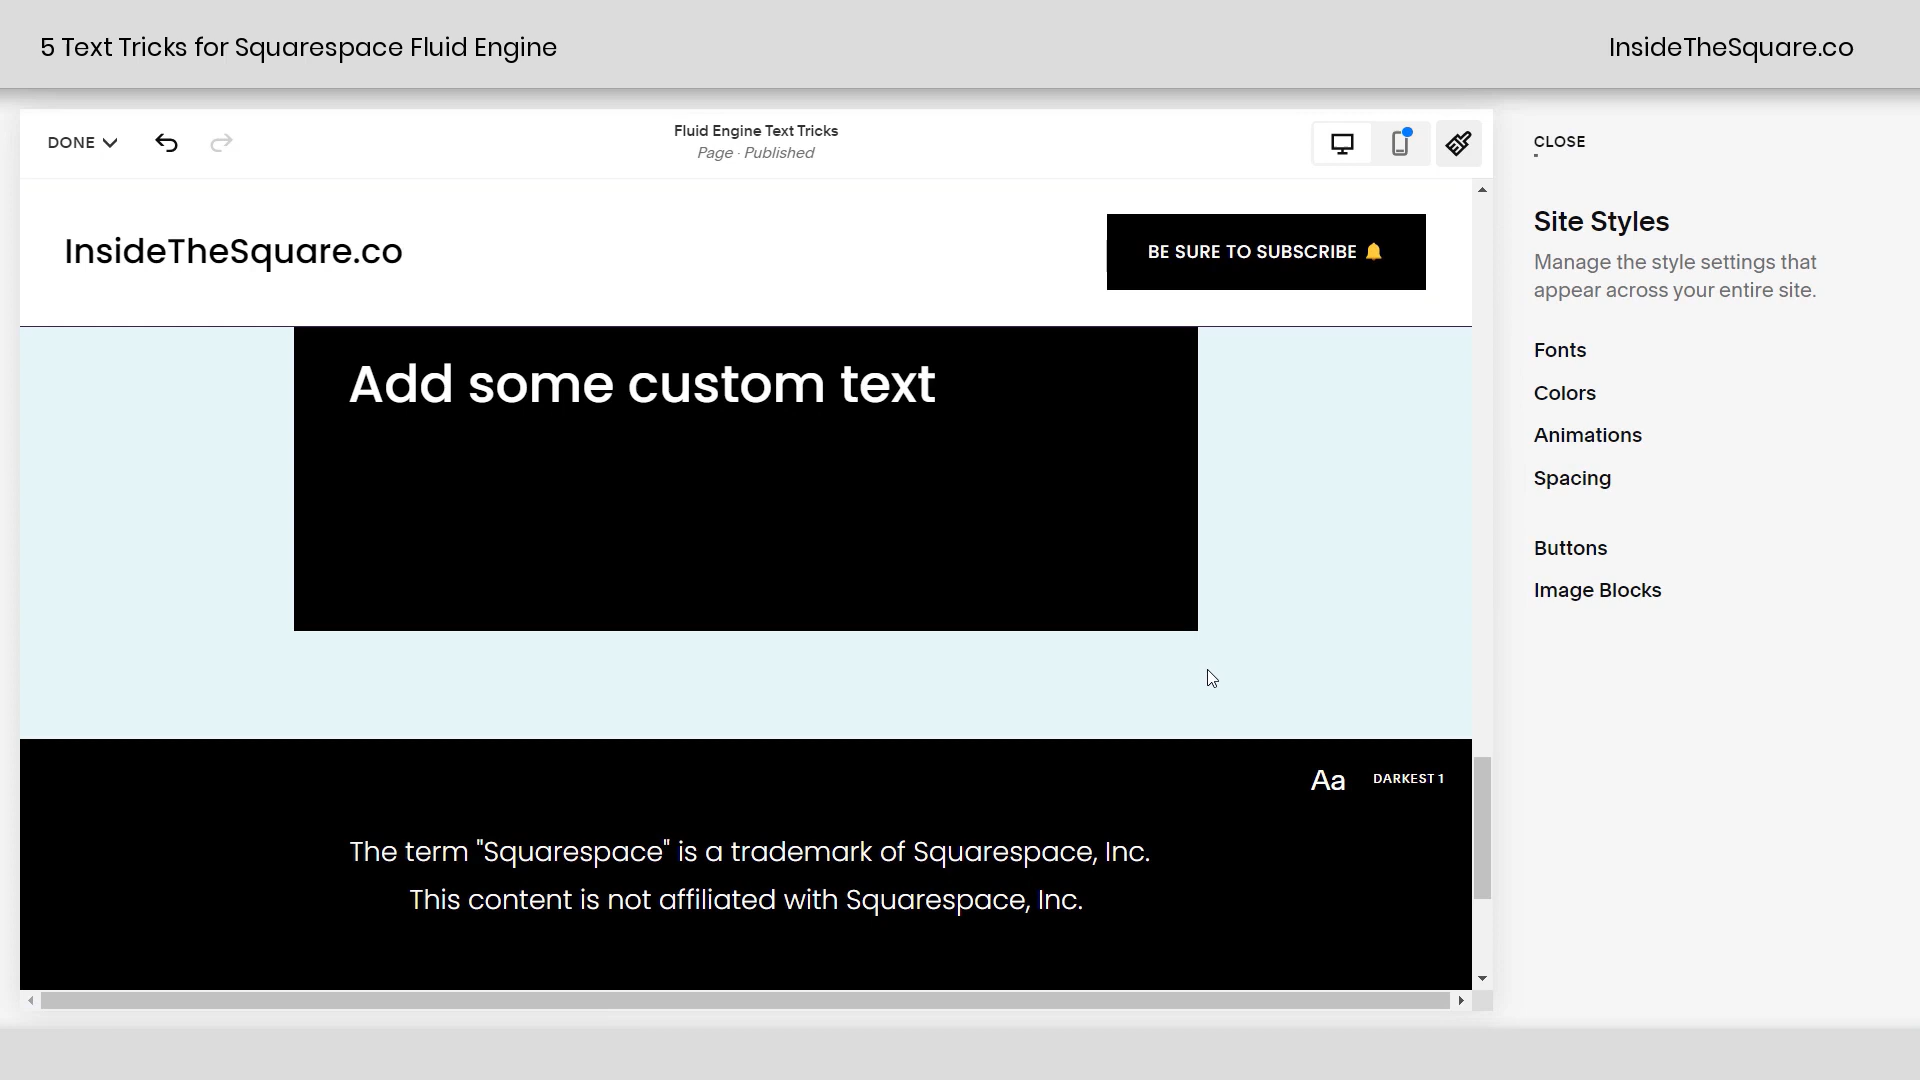 5 Text Tricks for Squarespace Fluid Engine
InsideTheSquare.co
DONE
Fluid Engine Text Tricks
Page · Published
CLOSE
InsideTheSquare.co
BE SURE TO SUBSCRIBE 🔔
Site Styles
Manage the style settings that
appear across your entire site.
Fonts
Colors
Animations
Spacing
Buttons
Image Blocks
Add some custom text
Aa
DARKEST 1
The term "Squarespace" is a trademark of Squarespace, Inc.
This content is not affiliated with Squarespace, Inc.